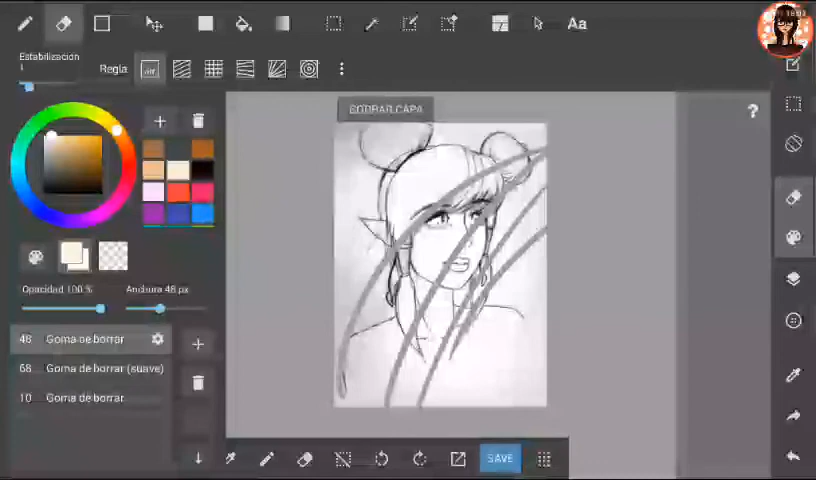 Aa
Estabilización
1
Regla
BORRAR CAPA
?
Opacidad 100 %
Anchura 48 px
48 Goma de borrar
68 Goma de borrar (suave)
10 Goma de borrar
SAVE